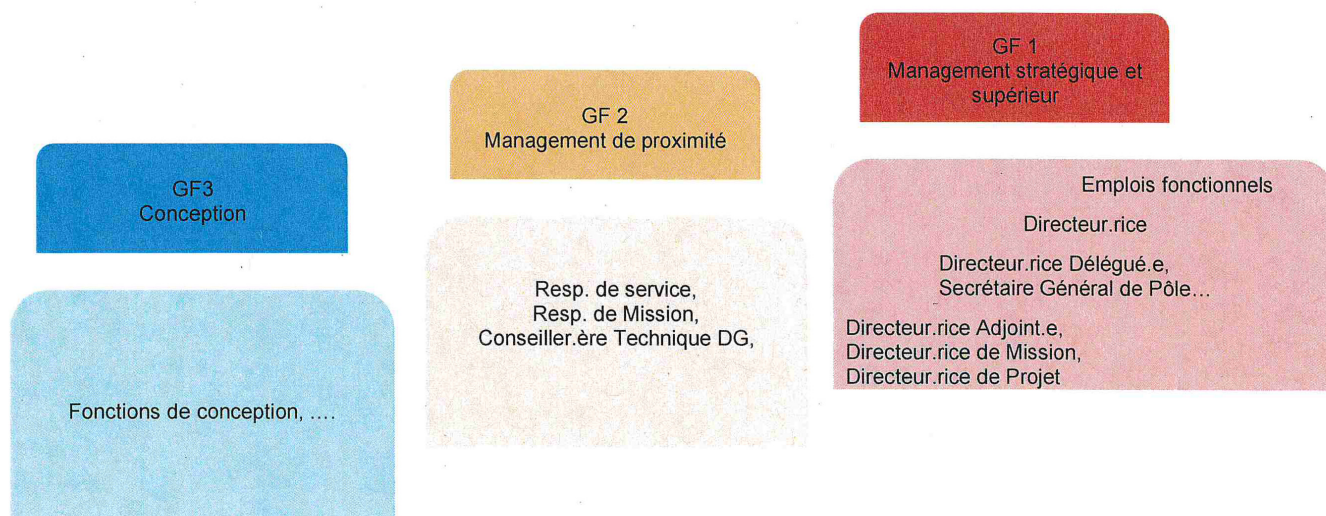 GF3
Conception
Fonctions de conception, ....
GF 2
Management de proximité
Resp. de service,
Resp. de Mission,
Conseiller.ère Technique DG,
GF 1
Management stratégique et
supérieur
Emplois fonctionnels
Directeur.rice
Directeur.rice Délégué.e,
Secrétaire Général de Pôle...
Directeur.rice Adjoint.e,
Directeur.rice de Mission,
Directeur.rice de Projet